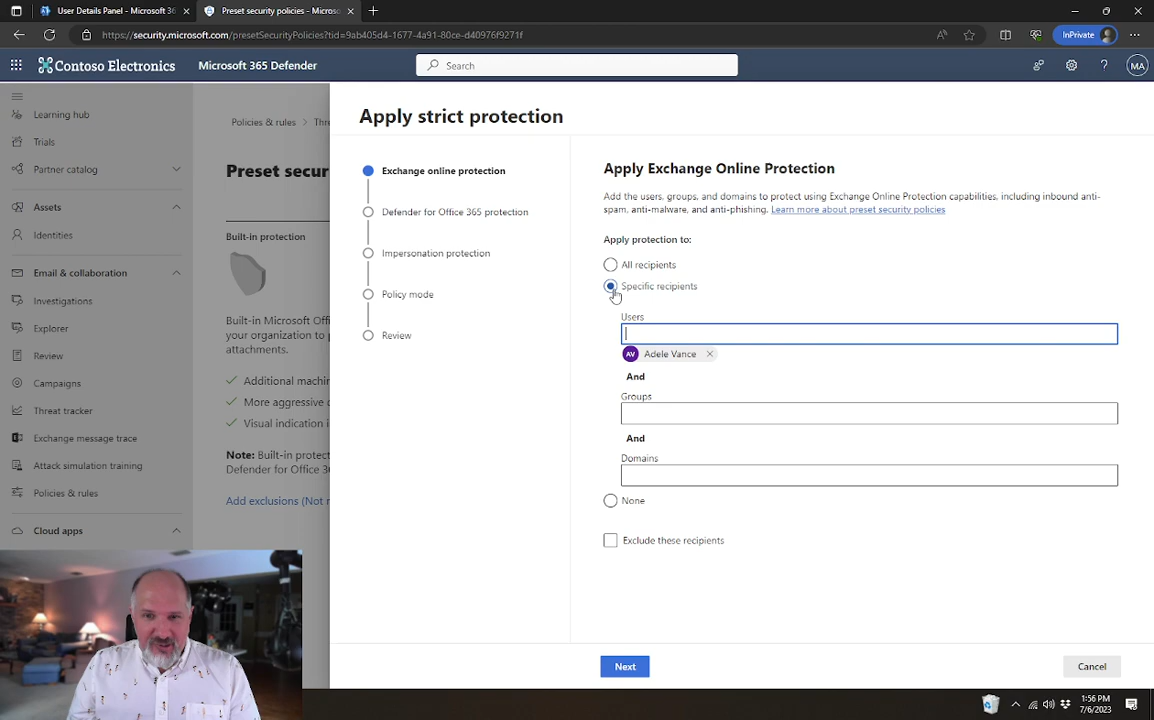 User Details Panel - Microsoft 36
Preset security policies - Microso
https://security.microsoft.com/presetSecurityPolicies?tid=9ab405d4-1677-4a91-80ce-d40976f9271f
InPrivate
Contoso Electronics
Microsoft 365 Defender
Search
MA
Learning hub
Trials
Partner catalog
Assets
Identities
Email & collaboration
Investigations
Explorer
Review
Campaigns
Threat tracker
Exchange message trace
Attack simulation training
Policies & rules
Cloud apps
Policies & rules > Thre
Preset secur
Built-in protection
Built-in Microsoft Offi
your organization to p
attachments.
Additional machin
More aggressive d
Visual indication i
Note: Built-in protect
Defender for Office 36
Add exclusions (Not r
Apply strict protection
Exchange online protection
Defender for Office 365 protection
Impersonation protection
Policy mode
Review
Apply Exchange Online Protection
Add the users, groups, and domains to protect using Exchange Online Protection capabilities, including inbound anti-
spam, anti-malware, and anti-phishing. Learn more about preset security policies
Apply protection to:
All recipients
Specific recipients
Users
AV Adele Vance
And
Groups
And
Domains
None
Exclude these recipients
Next
Cancel
1:56 PM
7/6/2023